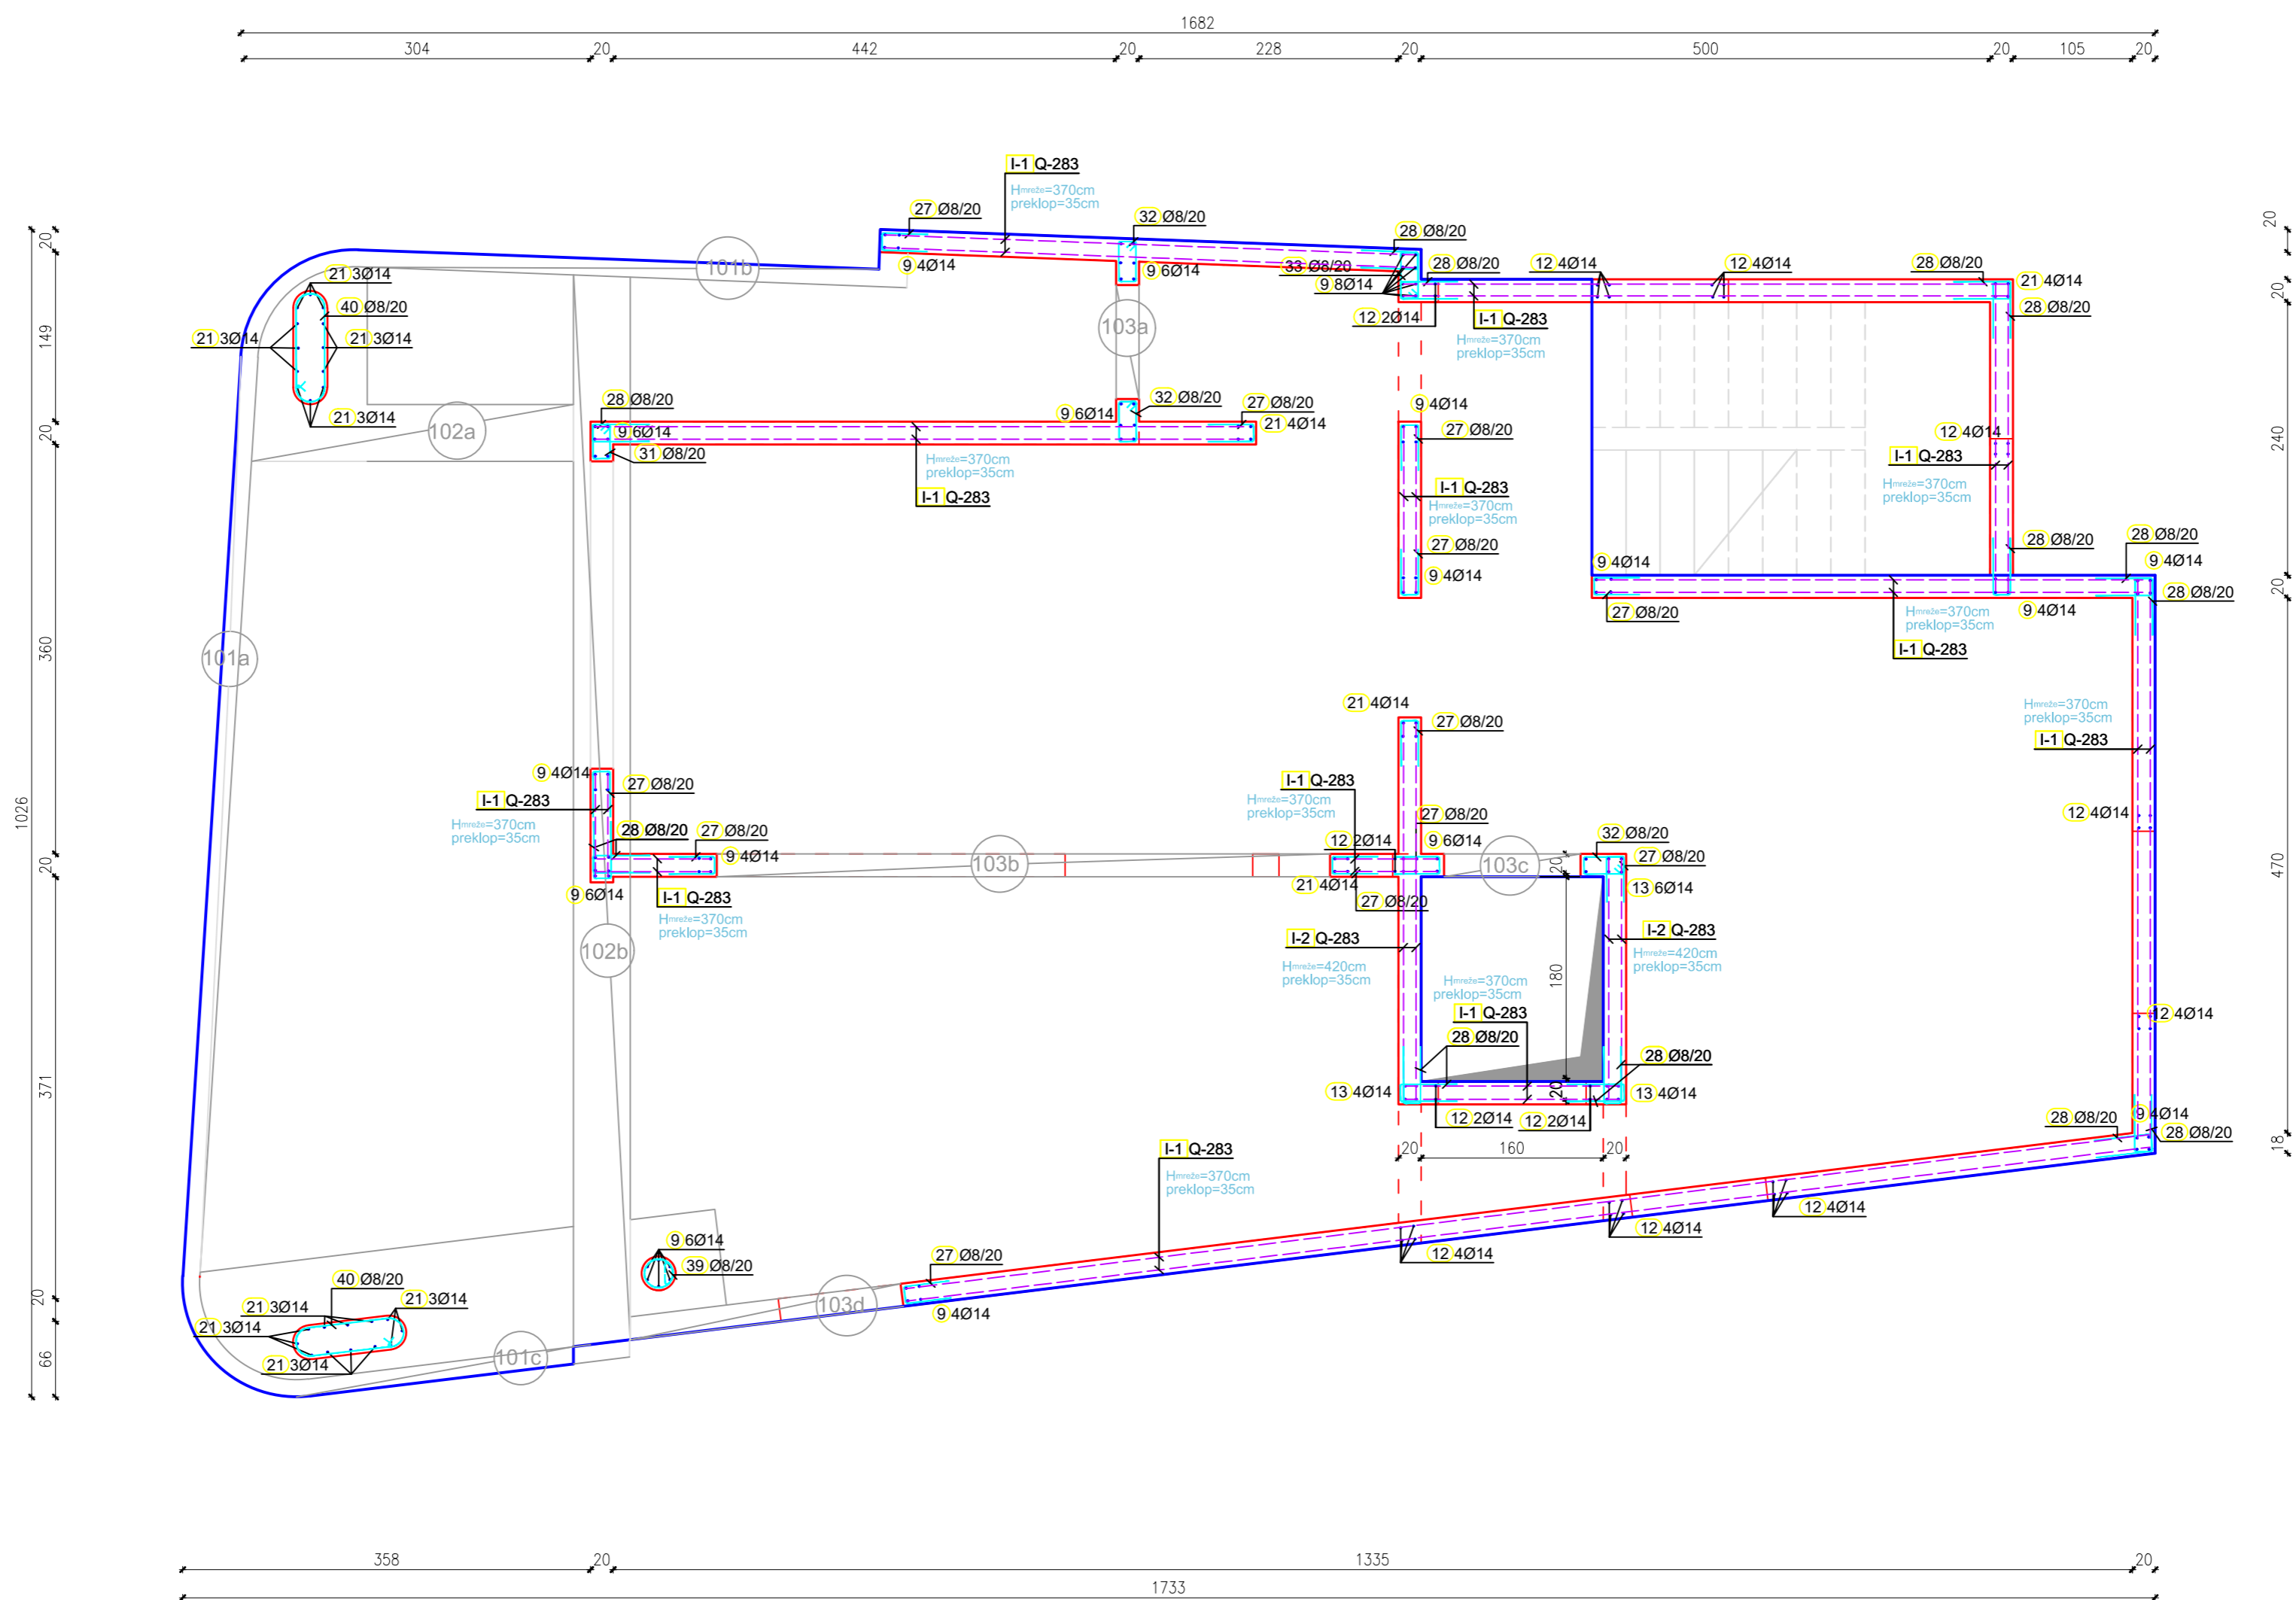 1682
304
20
442
20
228
20
500
20
105
20
I-1 Q-283
Hmreže=370cm
preklop=35cm
27 Ø8/20
32 Ø8/20
28 Ø8/20
101b
9 4Ø14
9 6Ø14
33 Ø8/20
9 8Ø14
28 Ø8/20
12 4Ø14
12 4Ø14
28 Ø8/20
21 4Ø14
28 Ø8/20
12 2Ø14
I-1 Q-283
Hmreže=370cm
preklop=35cm
21 3Ø14
40 Ø8/20
21 3Ø14
21 3Ø14
21 3Ø14
103a
102a
28 Ø8/20
9 6Ø14
31 Ø8/20
9 6Ø14
32 Ø8/20
27 Ø8/20
21 4Ø14
Hmreže=370cm
preklop=35cm
I-1 Q-283
9 4Ø14
27 Ø8/20
I-1 Q-283
Hmreže=370cm
preklop=35cm
27 Ø8/20
9 4Ø14
12 4Ø14
I-1 Q-283
Hmreže=370cm
preklop=35cm
28 Ø8/20
28 Ø8/20
9 4Ø14
28 Ø8/20
9 4Ø14
27 Ø8/20
9 4Ø14
Hmreže=370cm
preklop=35cm
I-1 Q-283
101a
Hmreže=370cm
preklop=35cm
I-1 Q-283
21 4Ø14
27 Ø8/20
9 4Ø14
27 Ø8/20
I-1 Q-283
Hmreže=370cm
preklop=35cm
28 Ø8/20
27 Ø8/20
9 4Ø14
9 6Ø14
I-1 Q-283
Hmreže=370cm
preklop=35cm
103b
I-1 Q-283
Hmreže=370cm
preklop=35cm
27 Ø8/20
12 2Ø14
9 6Ø14
21 4Ø14
27 Ø8/20
103c
20
32 Ø8/20
27 Ø8/20
13 6Ø14
12 4Ø14
102b
I-2 Q-283
Hmreže=420cm
preklop=35cm
I-2 Q-283
Hmreže=420cm
preklop=35cm
180
Hmreže=370cm
preklop=35cm
I-1 Q-283
28 Ø8/20
28 Ø8/20
20
13 4Ø14
13 4Ø14
12 2Ø14
12 2Ø14
12 4Ø14
28 Ø8/20
9 4Ø14
28 Ø8/20
20
160
20
I-1 Q-283
Hmreže=370cm
preklop=35cm
12 4Ø14
12 4Ø14
12 4Ø14
9 6Ø14
39 Ø8/20
27 Ø8/20
9 4Ø14
103d
40 Ø8/20
21 3Ø14
21 3Ø14
21 3Ø14
21 3Ø14
101c
1026
20
149
20
360
20
371
20
66
20
20
240
20
470
18
358
20
1335
20
1733